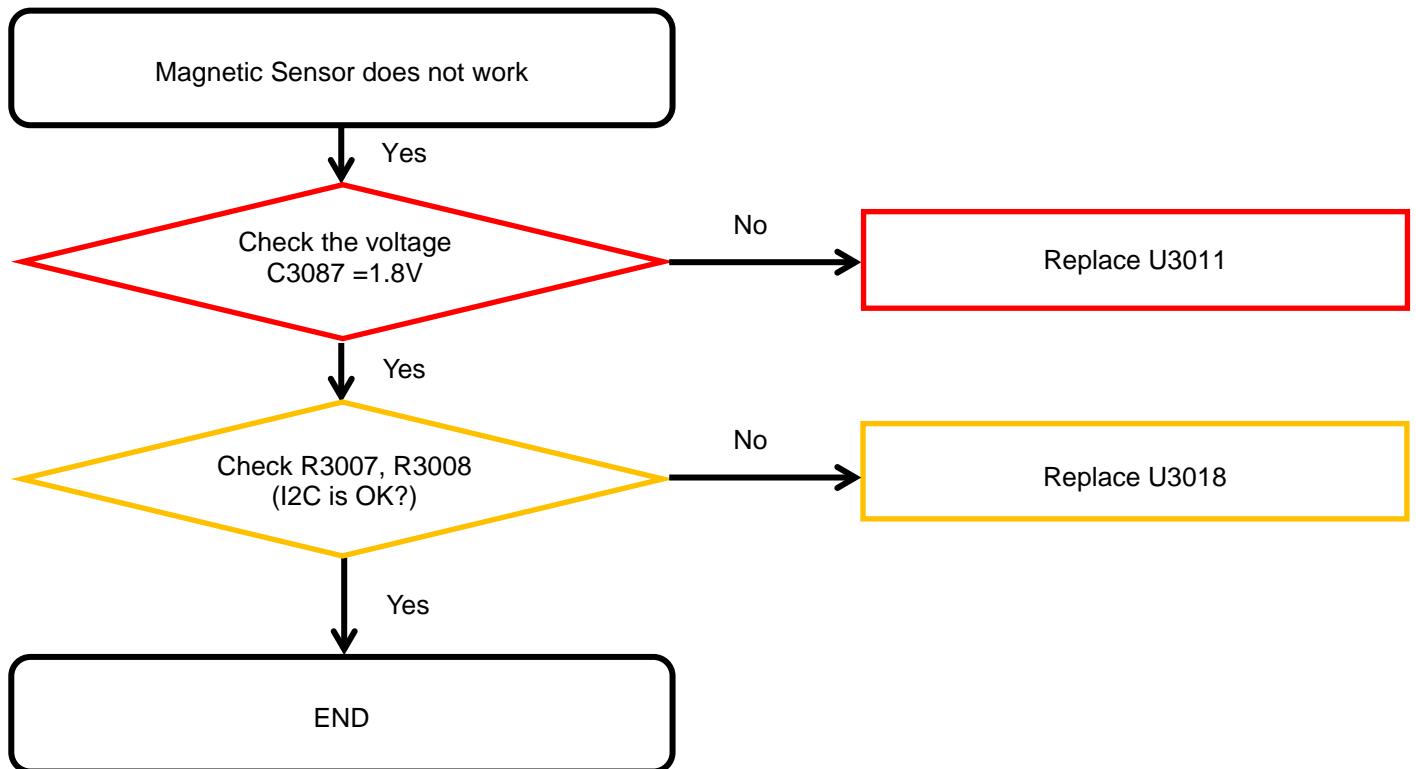 Magnetic Sensor does not work
Yes
Check the voltage
C3087 =1.8V
No
Replace U3011
Yes
Check R3007, R3008
(I2C is OK?)
No
Replace U3018
Yes
END